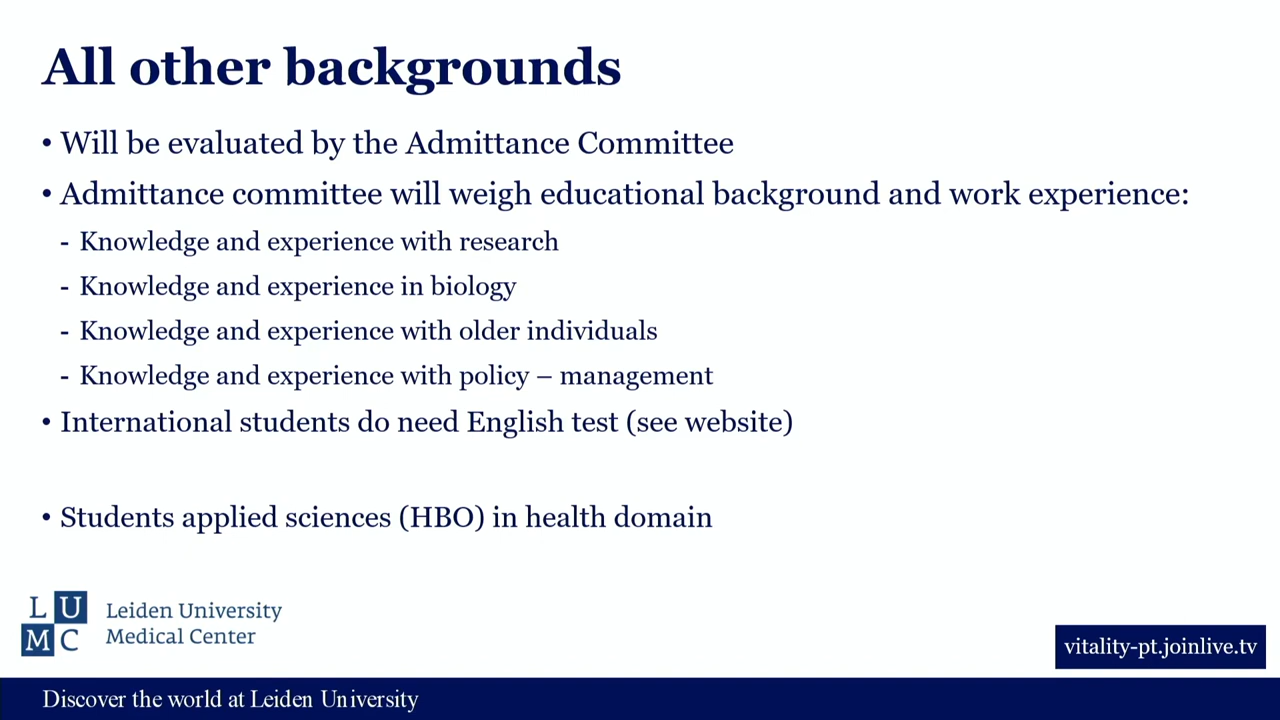 All other backgrounds
• Will be evaluated by the Admittance Committee
• Admittance committee will weigh educational background and work experience:
- Knowledge and experience with research
- Knowledge and experience in biology
- Knowledge and experience with older individuals
- Knowledge and experience with policy – management
• International students do need English test (see website)
• Students applied sciences (HBO) in health domain
L U
M C
Leiden University
Medical Center
vitality-pt.joinlive.tv
Discover the world at Leiden University